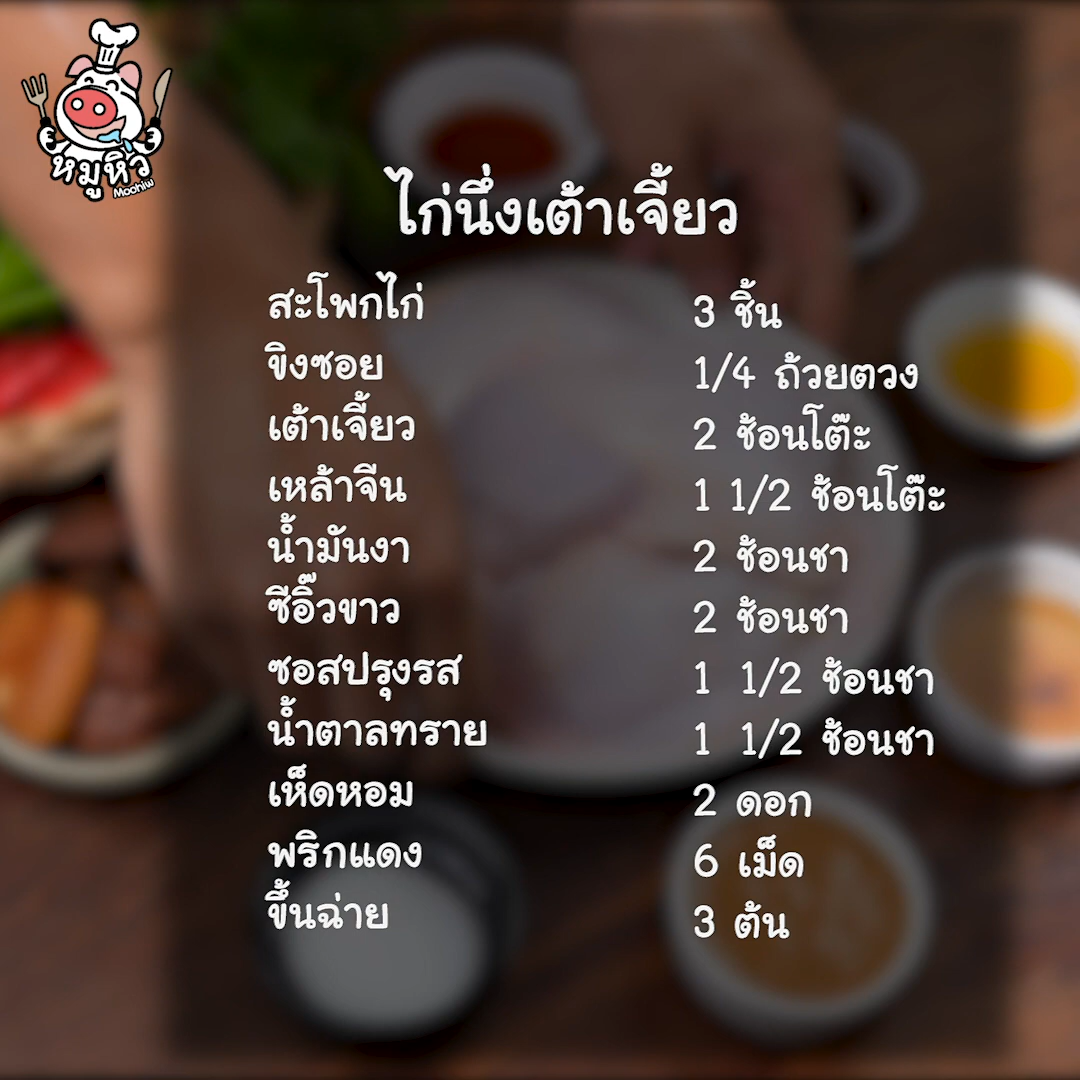 หมูหิว
Moohiw
ไก่นึ่งเต้าเจี้ยว
สะโพกไก่ 3 ชิ้น
ขิงซอย 1/4 ถ้วยตวง
เต้าเจี้ยว 2 ช้อนโต๊ะ
เหล้าจีน 1 1/2 ช้อนโต๊ะ
น้ำมันงา 2 ช้อนชา
ซีอิ๊วขาว 2 ช้อนชา
ซอสปรุงรส 1 1/2 ช้อนชา
น้ำตาลทราย 1 1/2 ช้อนชา
เห็ดหอม 2 ดอก
พริกแดง 6 เม็ด
ขึ้นฉ่าย 3 ต้น